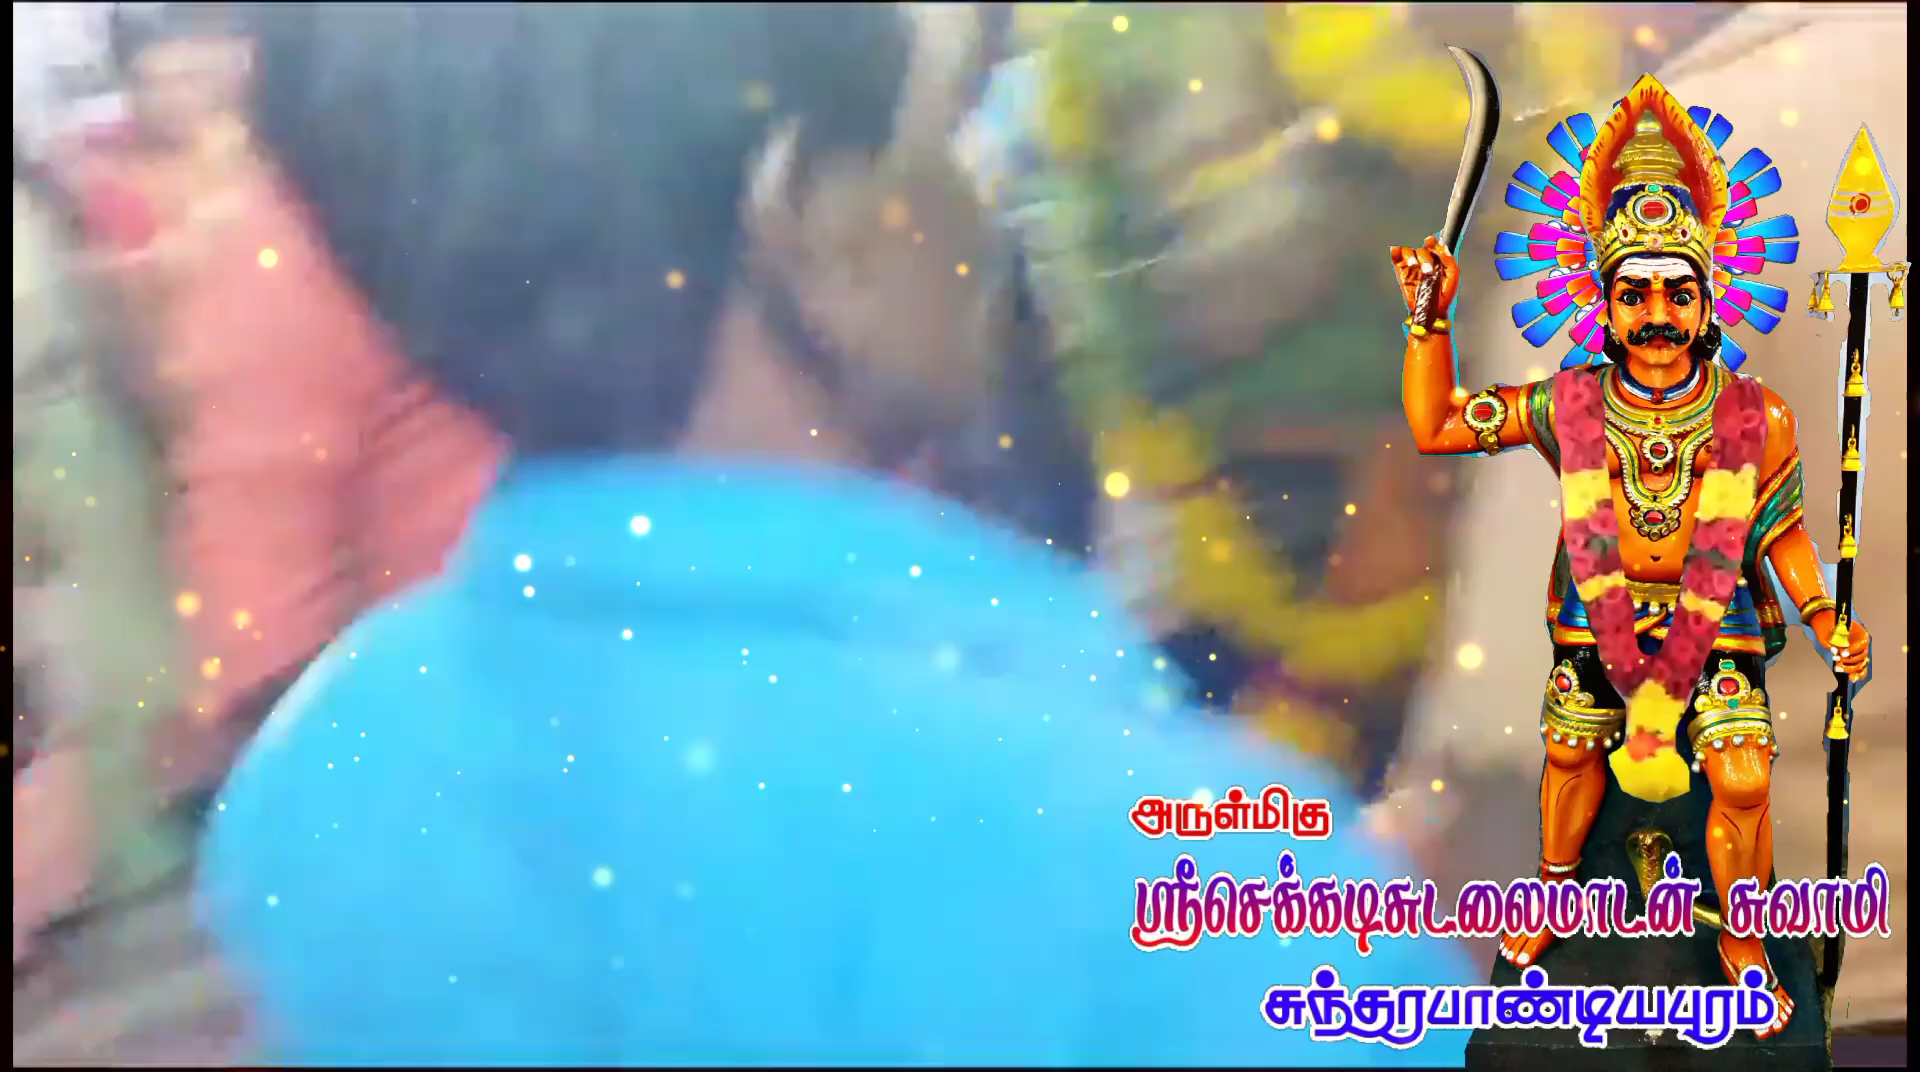 அருள்மிகு
ஸ்ரீசெக்கடிசுடலைமாடன் சுவாமி
சுந்தரபாண்டியபுரம்